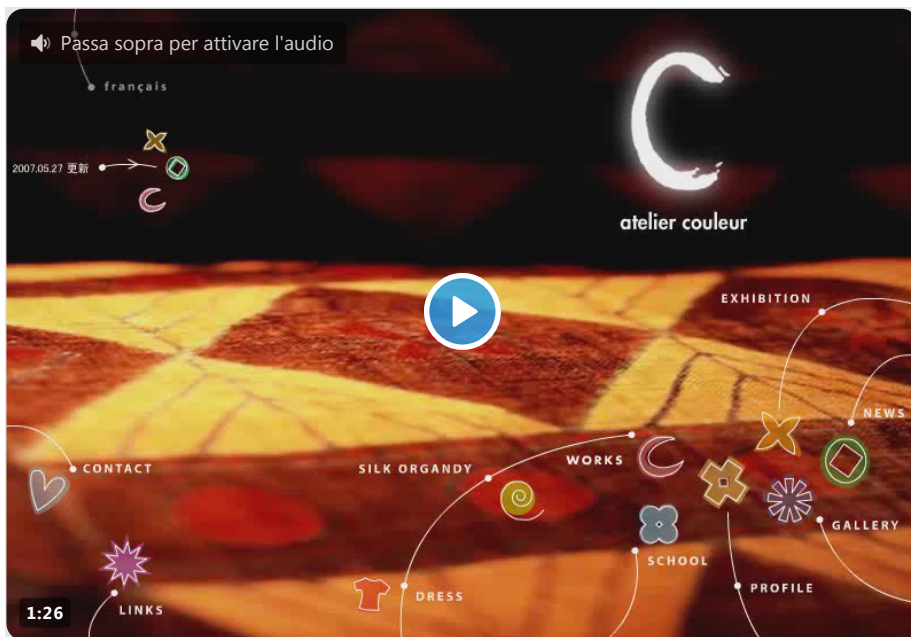 Passa sopra per attivare l'audio
français
2007.05.27 更新
C
atelier couleur
EXHIBITION
NEWS
WORKS
SILK ORGANDY
CONTACT
GALLERY
SCHOOL
PROFILE
DRESS
LINKS
1:26